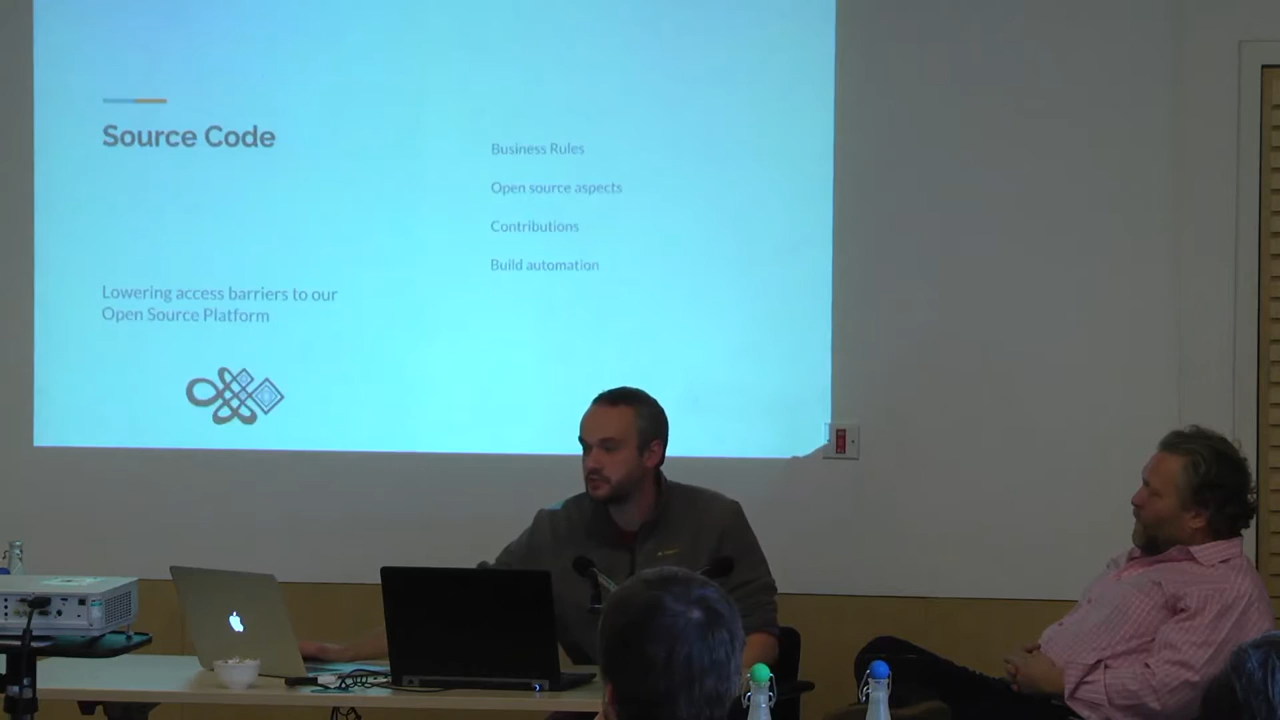 Source Code
Lowering access barriers to our
Open Source Platform
Business Rules
Open source aspects
Contributions
Build automation